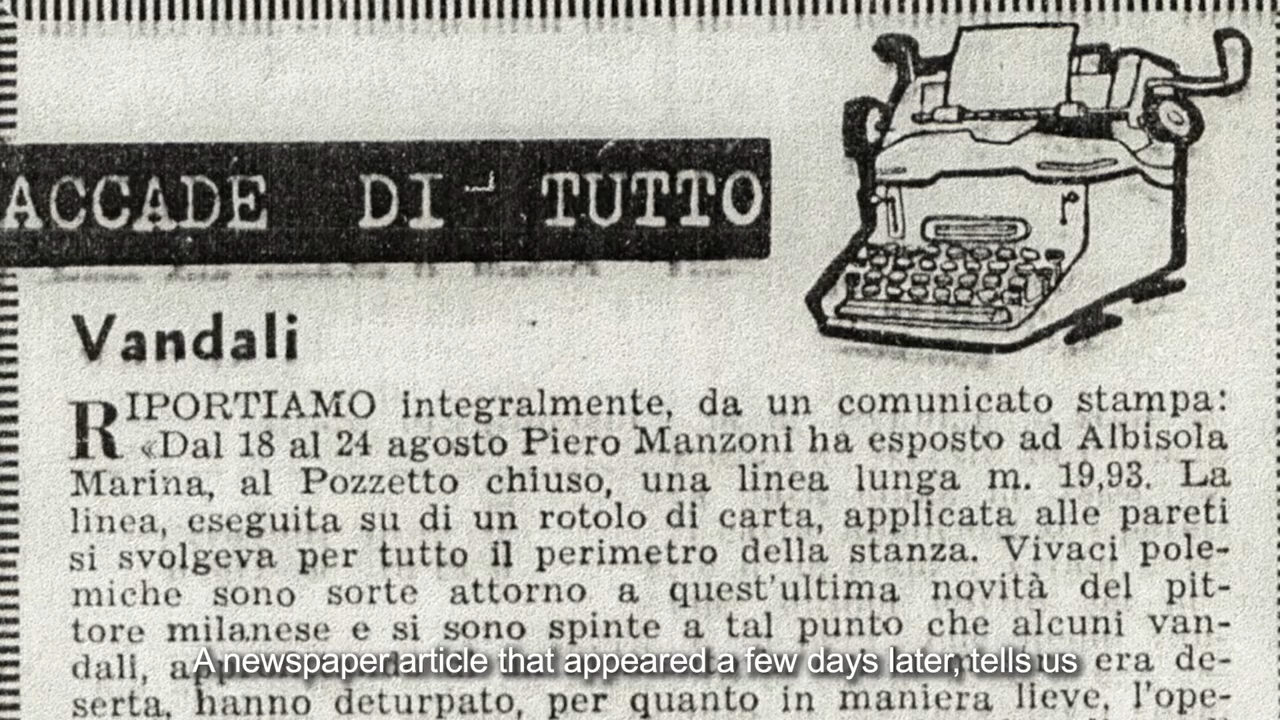 ACCADE DI TUTTO
Vandali
RIPORTIAMO integralmente, da un comunicato stampa:
«Dal 18 al 24 agosto Piero Manzoni ha esposto ad Albisola
Marina, al Pozzetto chiuso, una linea lunga m. 19,93. La
linea, eseguita su di un rotolo di carta, applicata alle pareti
si svolgeva per tutto il perimetro della stanza. Vivaci pole-
miche sono sorte attorno a quest'ultima novità del pit-
tore milanese e si sono spinte a tal punto che alcuni van-
dali, era de-
A newspaper article that appeared a few days later, tells us
serta, hanno deturpato, per quanto in maniera lieve, l'ope-